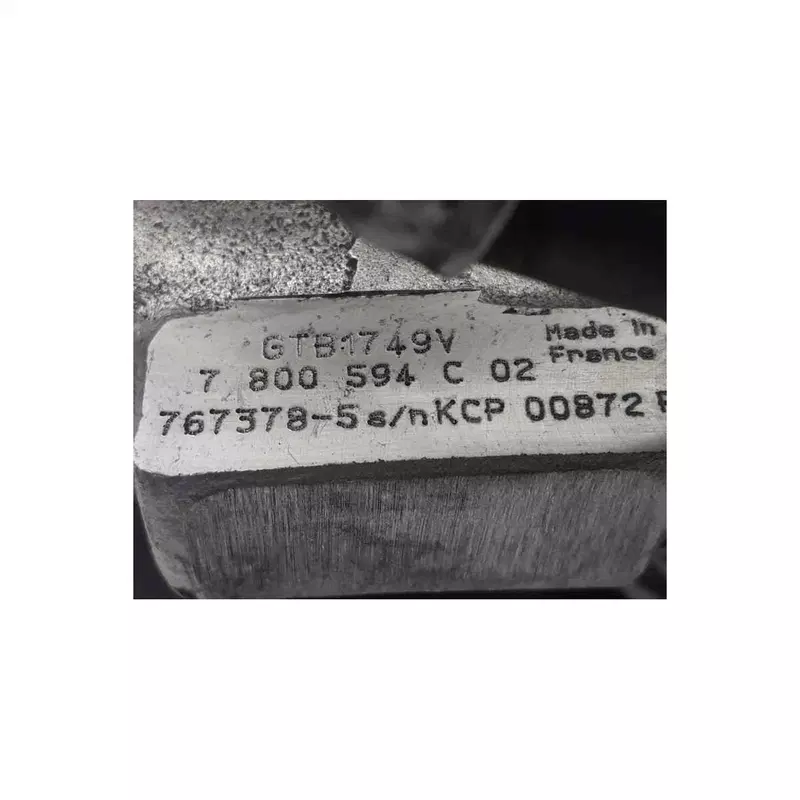 GTB1749V
Made in
France
7 800 594 C 02
767378-5 s/n KCP 00872